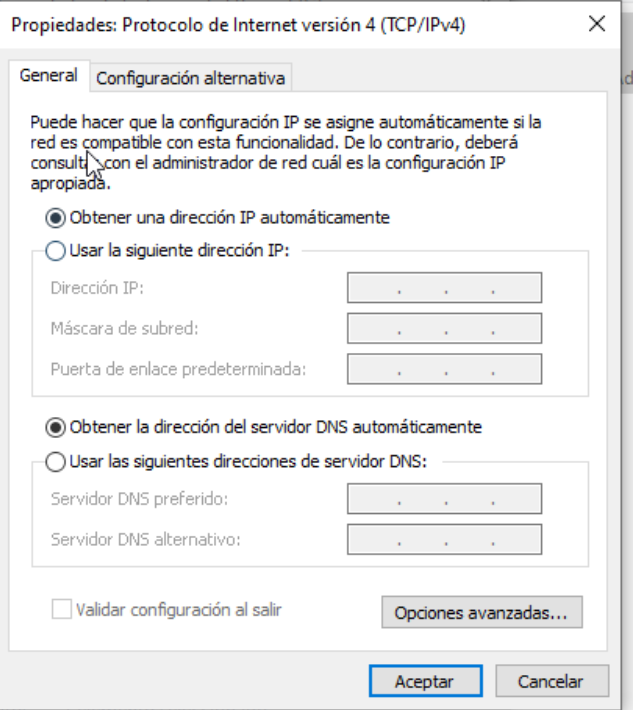 Propiedades: Protocolo de Internet versión 4 (TCP/IPv4)
General
Configuración alternativa
Puede hacer que la configuración IP se asigne automáticamente si la
red es compatible con esta funcionalidad. De lo contrario, deberá
consultar con el administrador de red cuál es la configuración IP
apropiada.
Obtener una dirección IP automáticamente
Usar la siguiente dirección IP:
Dirección IP:
Máscara de subred:
Puerta de enlace predeterminada:
Obtener la dirección del servidor DNS automáticamente
Usar las siguientes direcciones de servidor DNS:
Servidor DNS preferido:
Servidor DNS alternativo:
Validar configuración al salir
Opciones avanzadas...
Aceptar
Cancelar